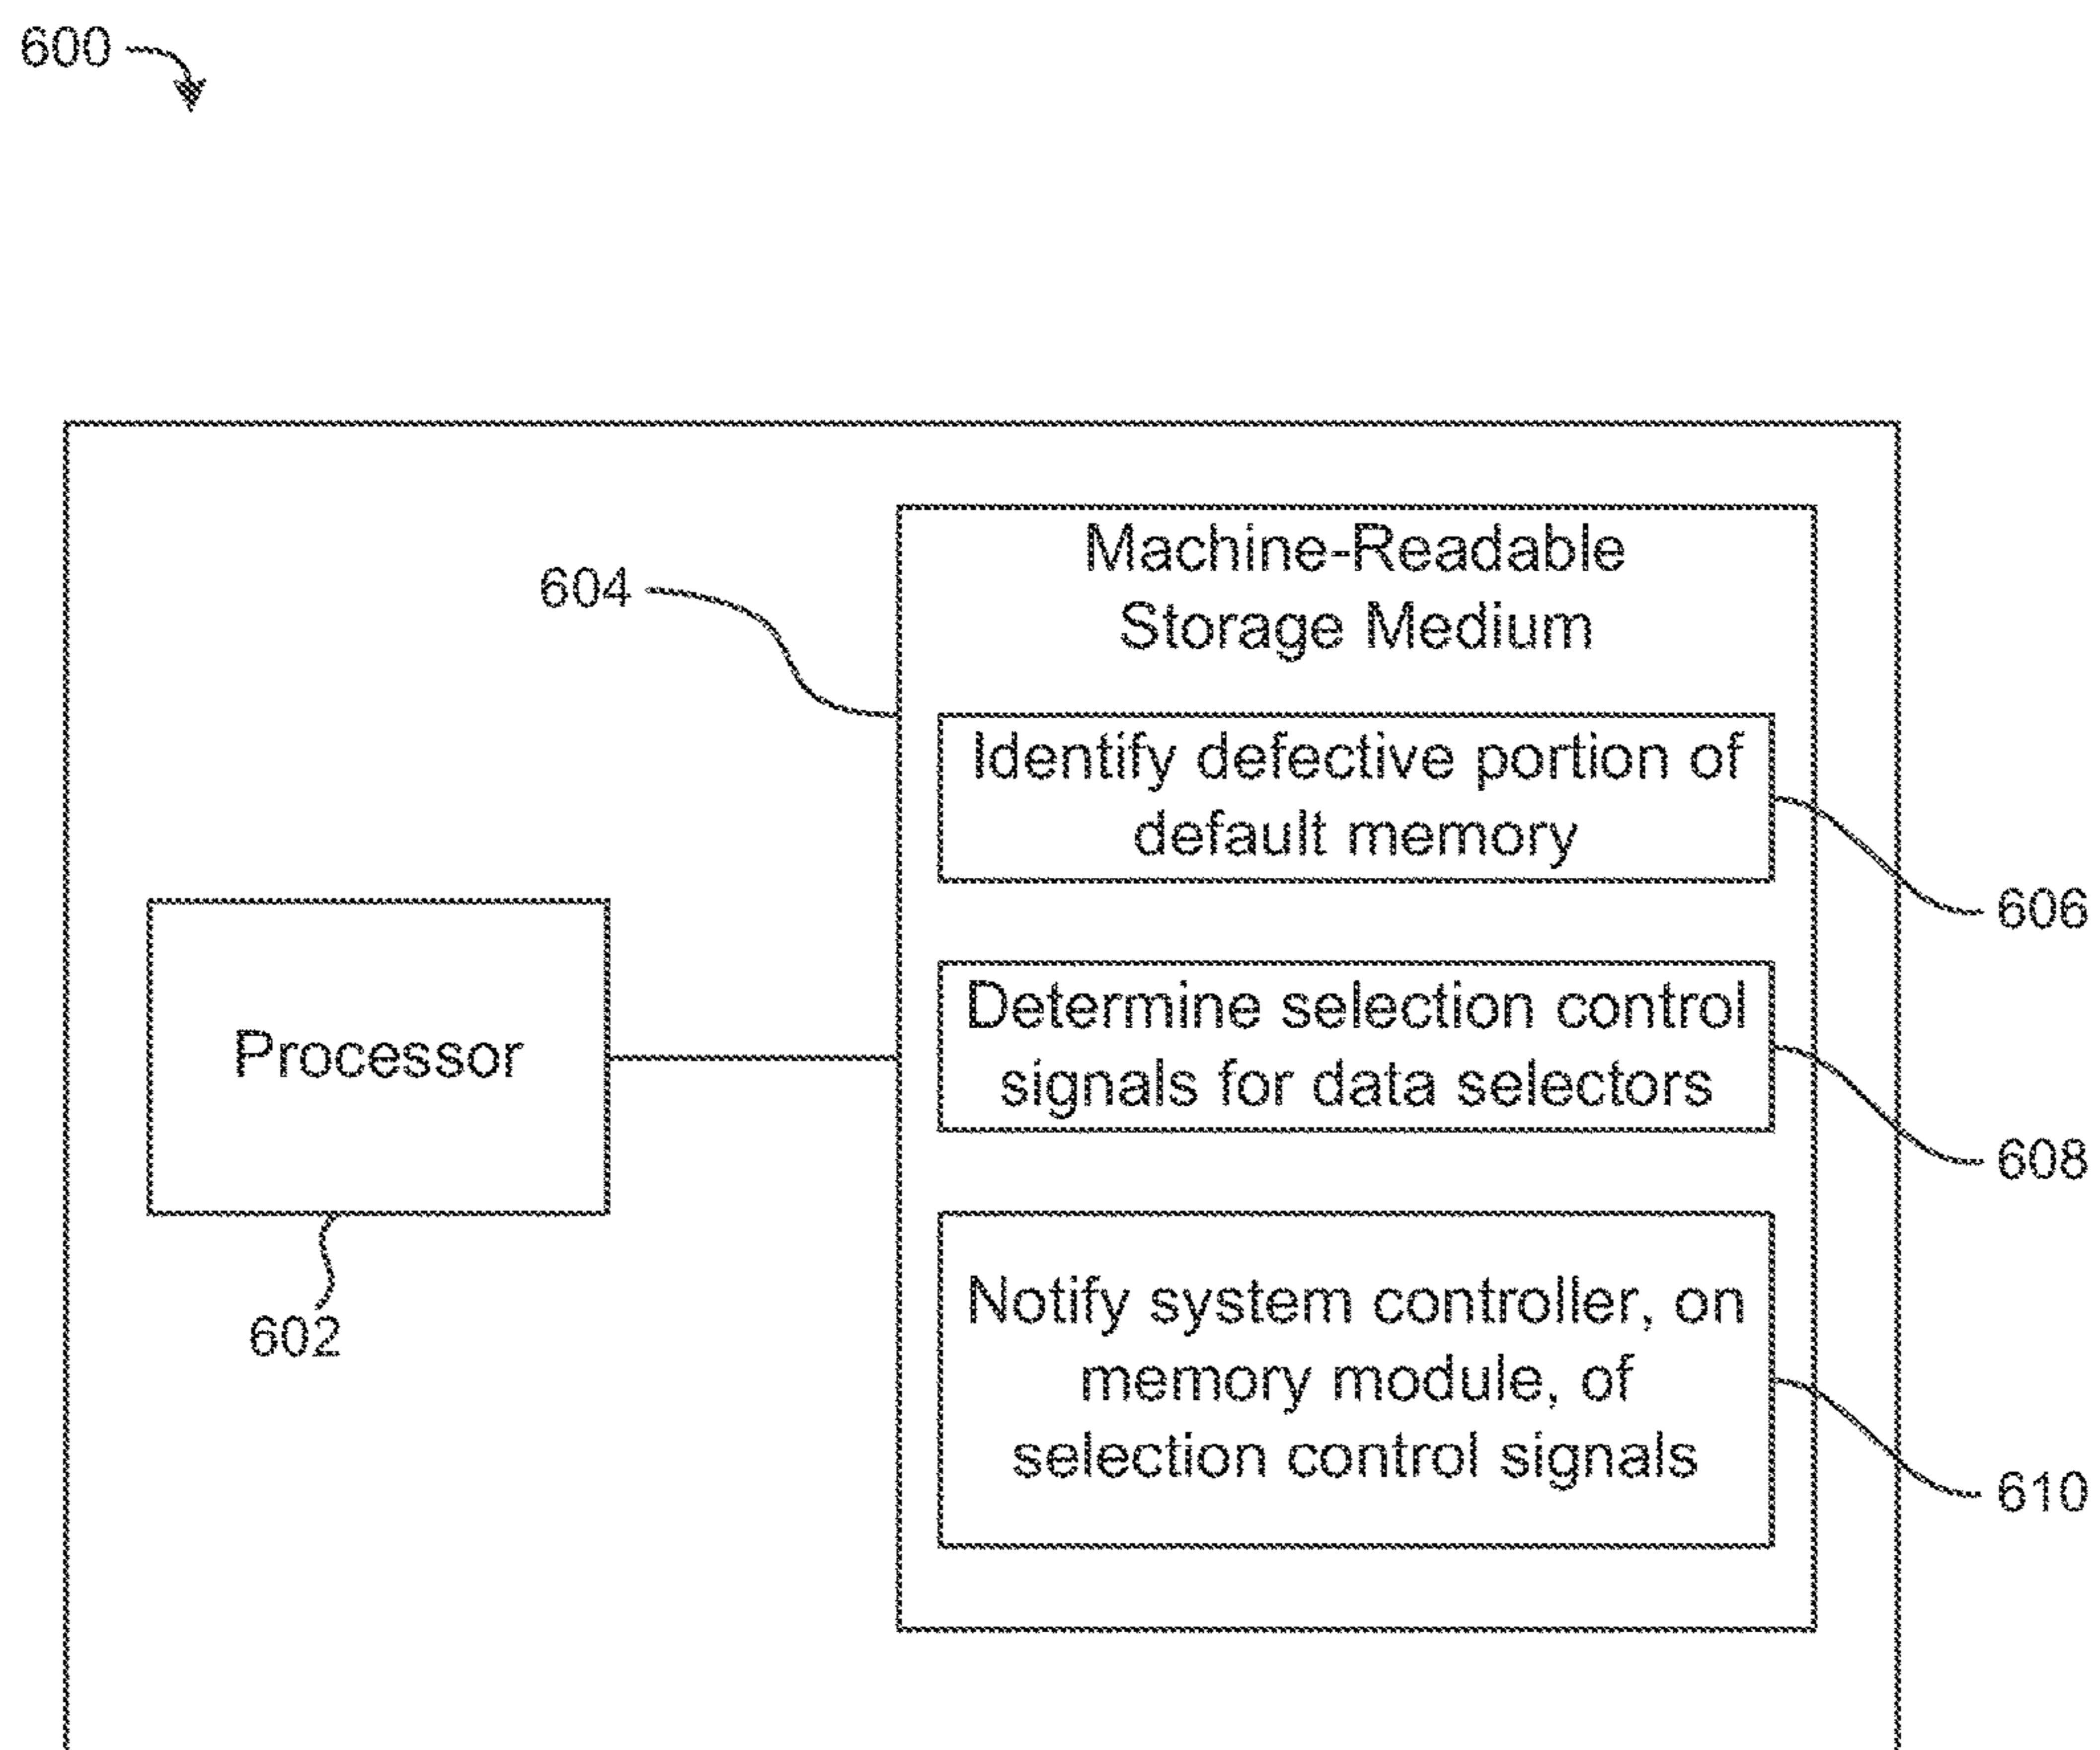 600
Machine-Readable
Storage Medium
604
Identify defective portion of
default memory
606
Determine selection control
signals for data selectors
608
Processor
602
Notify system controller, on
memory module, of
selection control signals
610